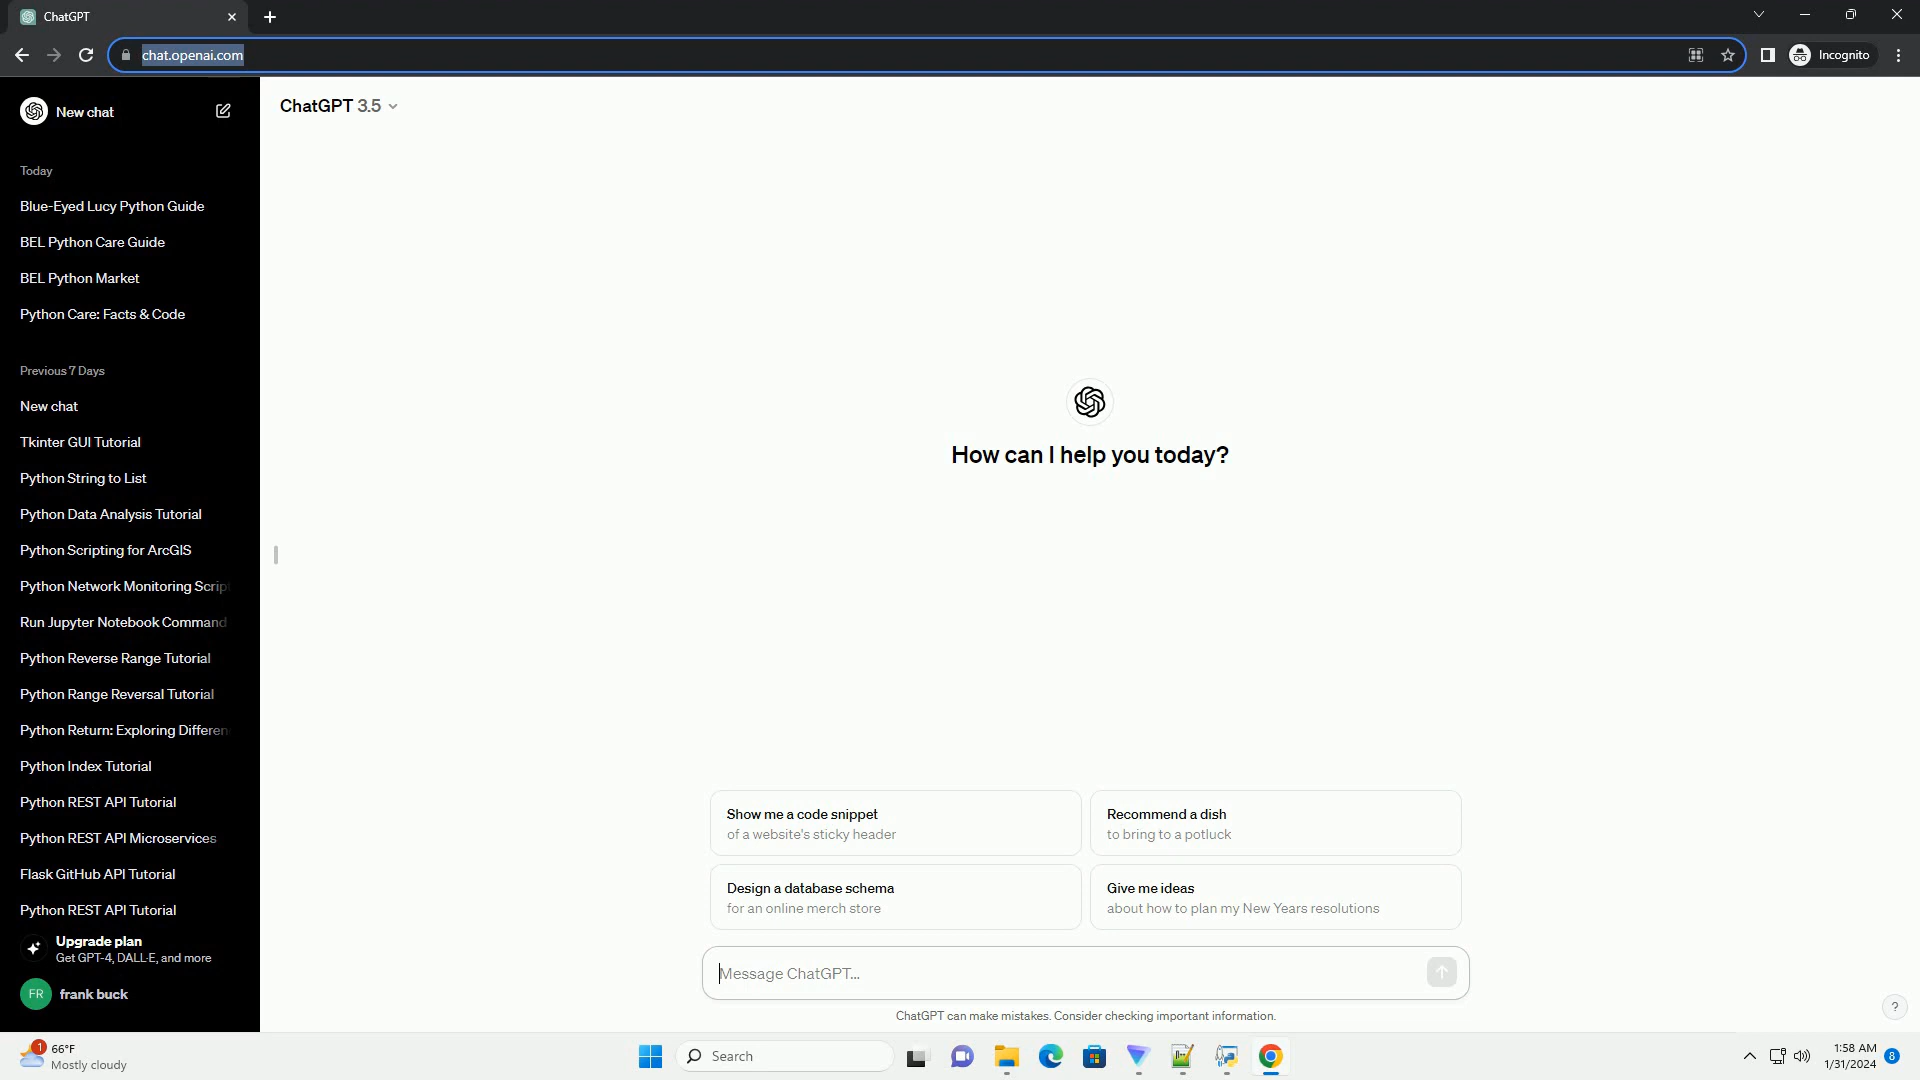 ChatGPT
chat.openai.com
Incognito
New chat
ChatGPT 3.5
Today
Blue-Eyed Lucy Python Guide
BEL Python Care Guide
BEL Python Market
Python Care: Facts & Code
Previous 7 Days
New chat
Tkinter GUI Tutorial
Python String to List
Python Data Analysis Tutorial
Python Scripting for ArcGIS
Python Network Monitoring Scrip
Run Jupyter Notebook Command
Python Reverse Range Tutorial
Python Range Reversal Tutorial
Python Return: Exploring Differen
Python Index Tutorial
Python REST API Tutorial
Python REST API Microservices
Flask GitHub API Tutorial
Python REST API Tutorial
Upgrade plan
Get GPT-4, DALL·E, and more
FR frank buck
How can I help you today?
Show me a code snippet
of a website's sticky header
Recommend a dish
to bring to a potluck
Design a database schema
for an online merch store
Give me ideas
about how to plan my New Years resolutions
Message ChatGPT...
ChatGPT can make mistakes. Consider checking important information.
?
1
66°F
Mostly cloudy
Search
1:58 AM
1/31/2024
8